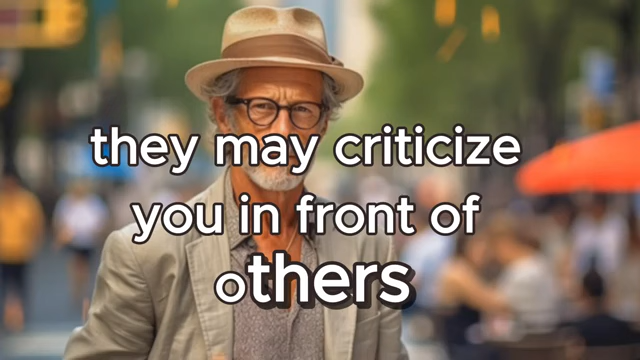 they may criticize
you in front of
others